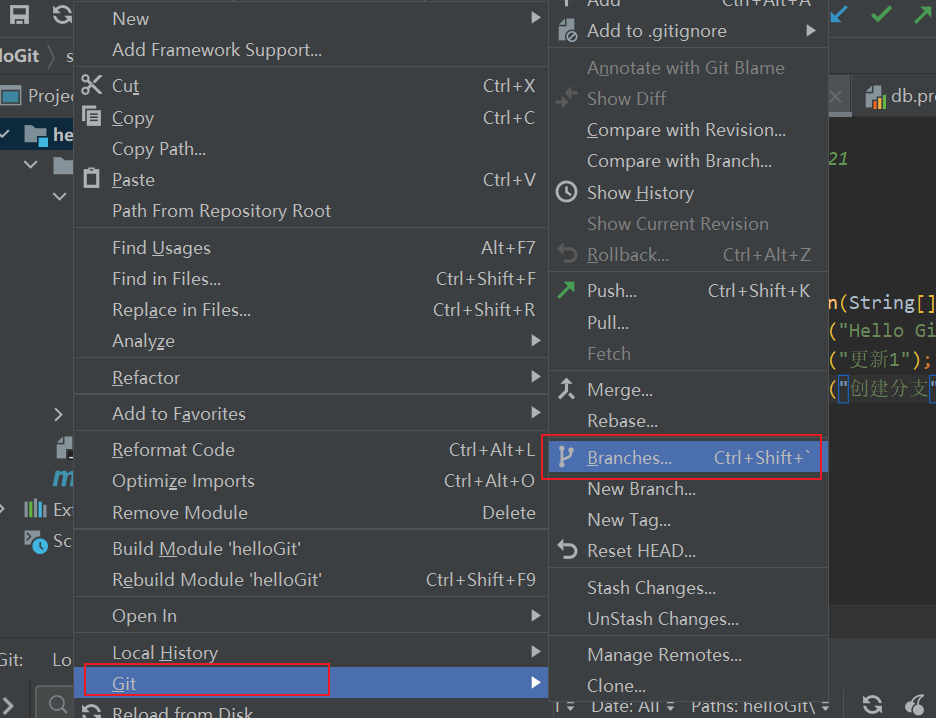 New
Add Framework Support...
Cut Ctrl+X
Copy Ctrl+C
Copy Path...
Paste Ctrl+V
Path From Repository Root
Find Usages Alt+F7
Find in Files... Ctrl+Shift+F
Replace in Files... Ctrl+Shift+R
Analyze
Refactor
Add to Favorites
Reformat Code Ctrl+Alt+L
Optimize Imports Ctrl+Alt+O
Remove Module Delete
Build Module 'helloGit'
Rebuild Module 'helloGit' Ctrl+Shift+F9
Open In
Local History
Git
Reload from Disk
Add Ctrl+Alt+A
Add to .gitignore
Annotate with Git Blame
Show Diff
Compare with Revision...
Compare with Branch...
Show History
Show Current Revision
Rollback... Ctrl+Alt+Z
Push... Ctrl+Shift+K
Pull...
Fetch
Merge...
Rebase...
Branches... Ctrl+Shift+`
New Branch...
New Tag...
Reset HEAD...
Stash Changes...
UnStash Changes...
Manage Remotes...
Clone...
loGit
s
Projec
he
m
Ext
Sc
Git: Lo
db.pro
21
n(String[]
("Hello Gi
("更新1");
("创建分支"
Date: All
Paths: helloGit\